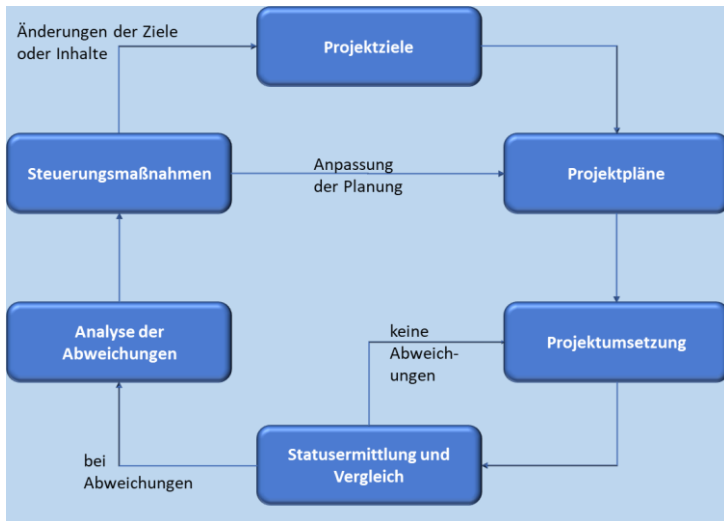 Änderungen der Ziele
oder Inhalte
Projektziele
Steuerungsmaßnahmen
Anpassung
der Planung
Projektpläne
Analyse der
Abweichungen
keine
Abweich-
ungen
Projektumsetzung
bei
Abweichungen
Statusermittlung und
Vergleich